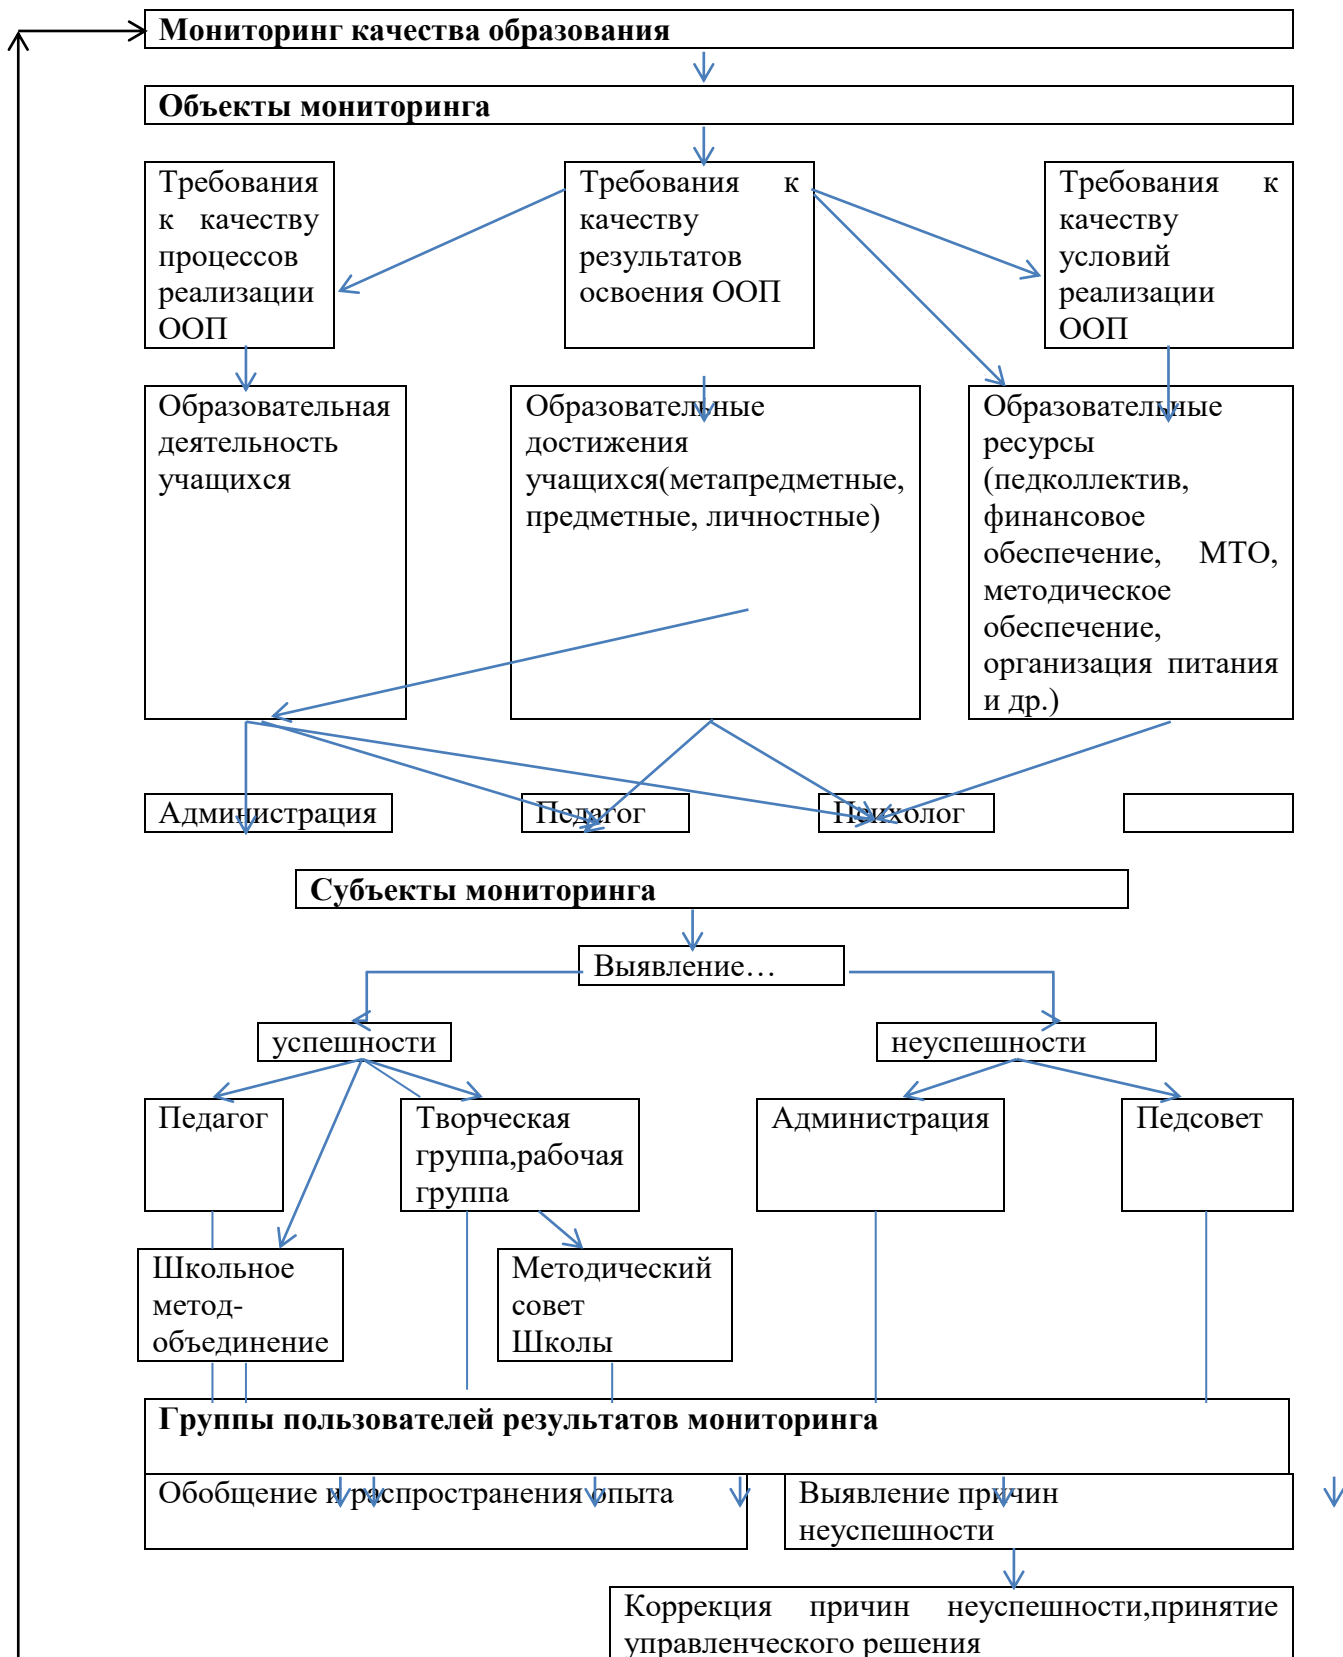 Мониторинг качества образования
Объекты мониторинга
Требования
к качеству
процессов
реализации
ООП
Требования к
качеству
результатов
освоения ООП
Требования к
качеству
условий
реализации
ООП
Образовательная
деятельность
учащихся
Образовательные
достижения
учащихся(метапредметные,
предметные, личностные)
Образовательные
ресурсы
(педколлектив,
финансовое
обеспечение, МТО,
методическое
обеспечение,
организация питания
и др.)
Администрация
Педагог
Психолог
Субъекты мониторинга
Выявление…
успешности
неуспешности
Педагог
Творческая
группа,рабочая
группа
Администрация
Педсовет
Школьное
метод-
объединение
Методический
совет
Школы
Группы пользователей результатов мониторинга
Обобщение и распространения опыта
Выявление причин
неуспешности
Коррекция причин неуспешности,принятие
управленческого решения